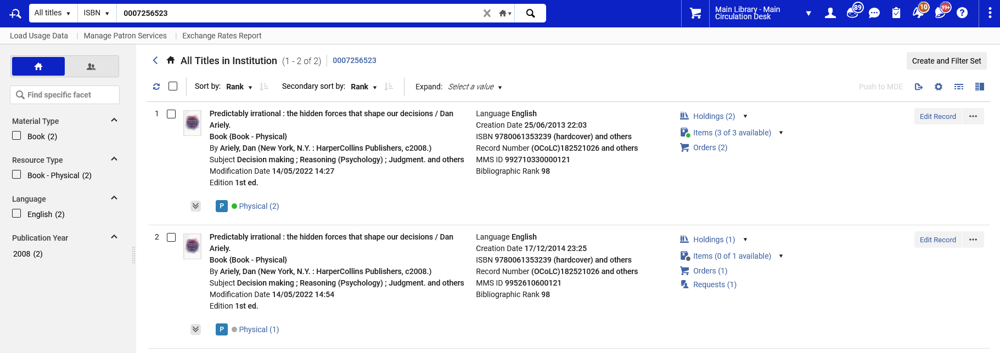 All titles ISBN 0007256523
Main Library - Main
Circulation Desk
89
10
99+
Load Usage Data
Manage Patron Services
Exchange Rates Report
All Titles in Institution (1 - 2 of 2) 0007256523
Create and Filter Set
Sort by: Rank Secondary sort by: Rank Expand: Select a value
Push to MDE
Find specific facet
Material Type
Book (2)
Resource Type
Book - Physical (2)
Language
English (2)
Publication Year
2008 (2)
1
Predictably irrational : the hidden forces that shape our decisions / Dan
Ariely.
Book {Book - Physical}
By Ariely, Dan (New York, N.Y. : HarperCollins Publishers, c2008.)
Subject Decision making ; Reasoning (Psychology) ; Judgment. and others
Modification Date 14/05/2022 14:27
Edition 1st ed.
Language English
Creation Date 25/06/2013 22:03
ISBN 9780061353239 (hardcover) and others
Record Number (OCoLC)182521026 and others
MMS ID 992710330000121
Bibliographic Rank 98
Holdings (2)
Items (3 of 3 available)
Orders (2)
Edit Record
P Physical (2)
2
Predictably irrational : the hidden forces that shape our decisions / Dan
Ariely.
Book {Book - Physical}
By Ariely, Dan (New York, N.Y. : HarperCollins Publishers, c2008.)
Subject Decision making ; Reasoning (Psychology) ; Judgment. and others
Modification Date 14/05/2022 14:54
Edition 1st ed.
Language English
Creation Date 17/12/2014 23:25
ISBN 9780061353239 (hardcover) and others
Record Number (OCoLC)182521026 and others
MMS ID 9952610600121
Bibliographic Rank 98
Holdings (1)
Items (0 of 1 available)
Orders (1)
Requests (1)
Edit Record
P Physical (1)